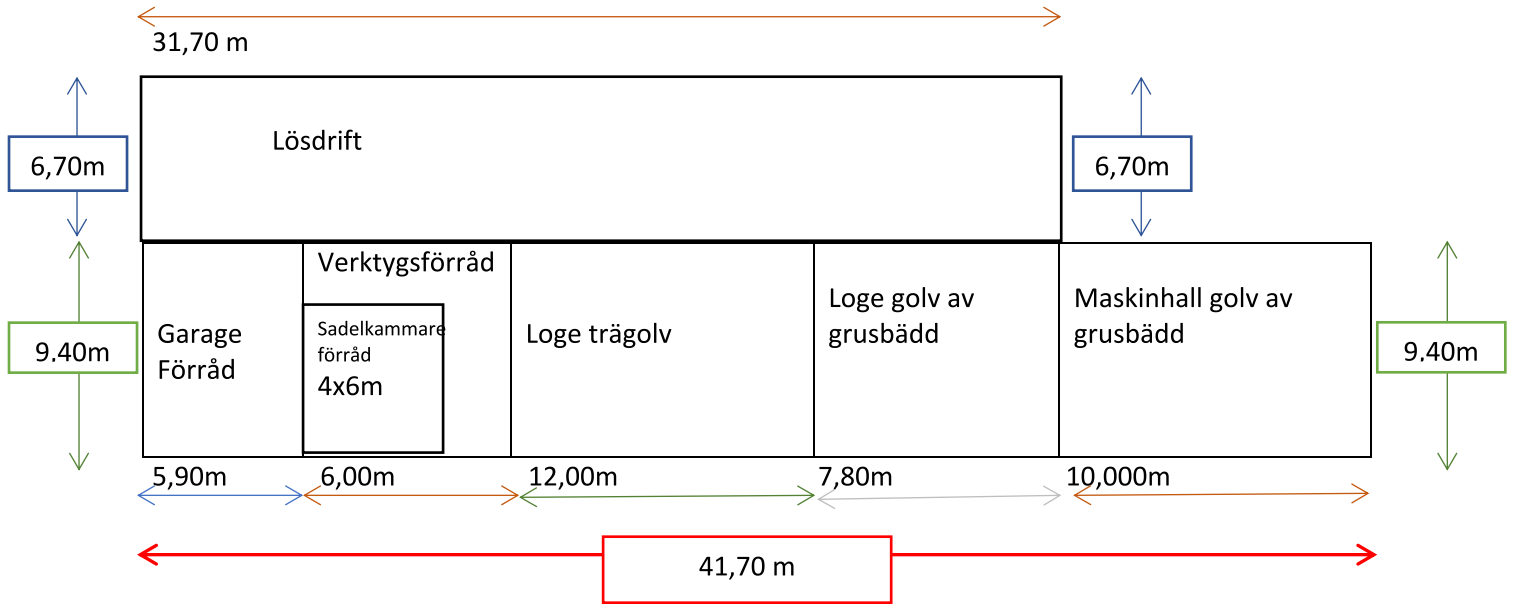 31,70 m
Lösdrift
6,70m
6,70m
Verktygsförråd
Garage
Förråd
Sadelkammare
förråd
4x6m
Loge trägolv
Loge golv av
grusbädd
Maskinhall golv av
grusbädd
9.40m
9.40m
5,90m
6,00m
12,00m
7,80m
10,000m
41,70 m